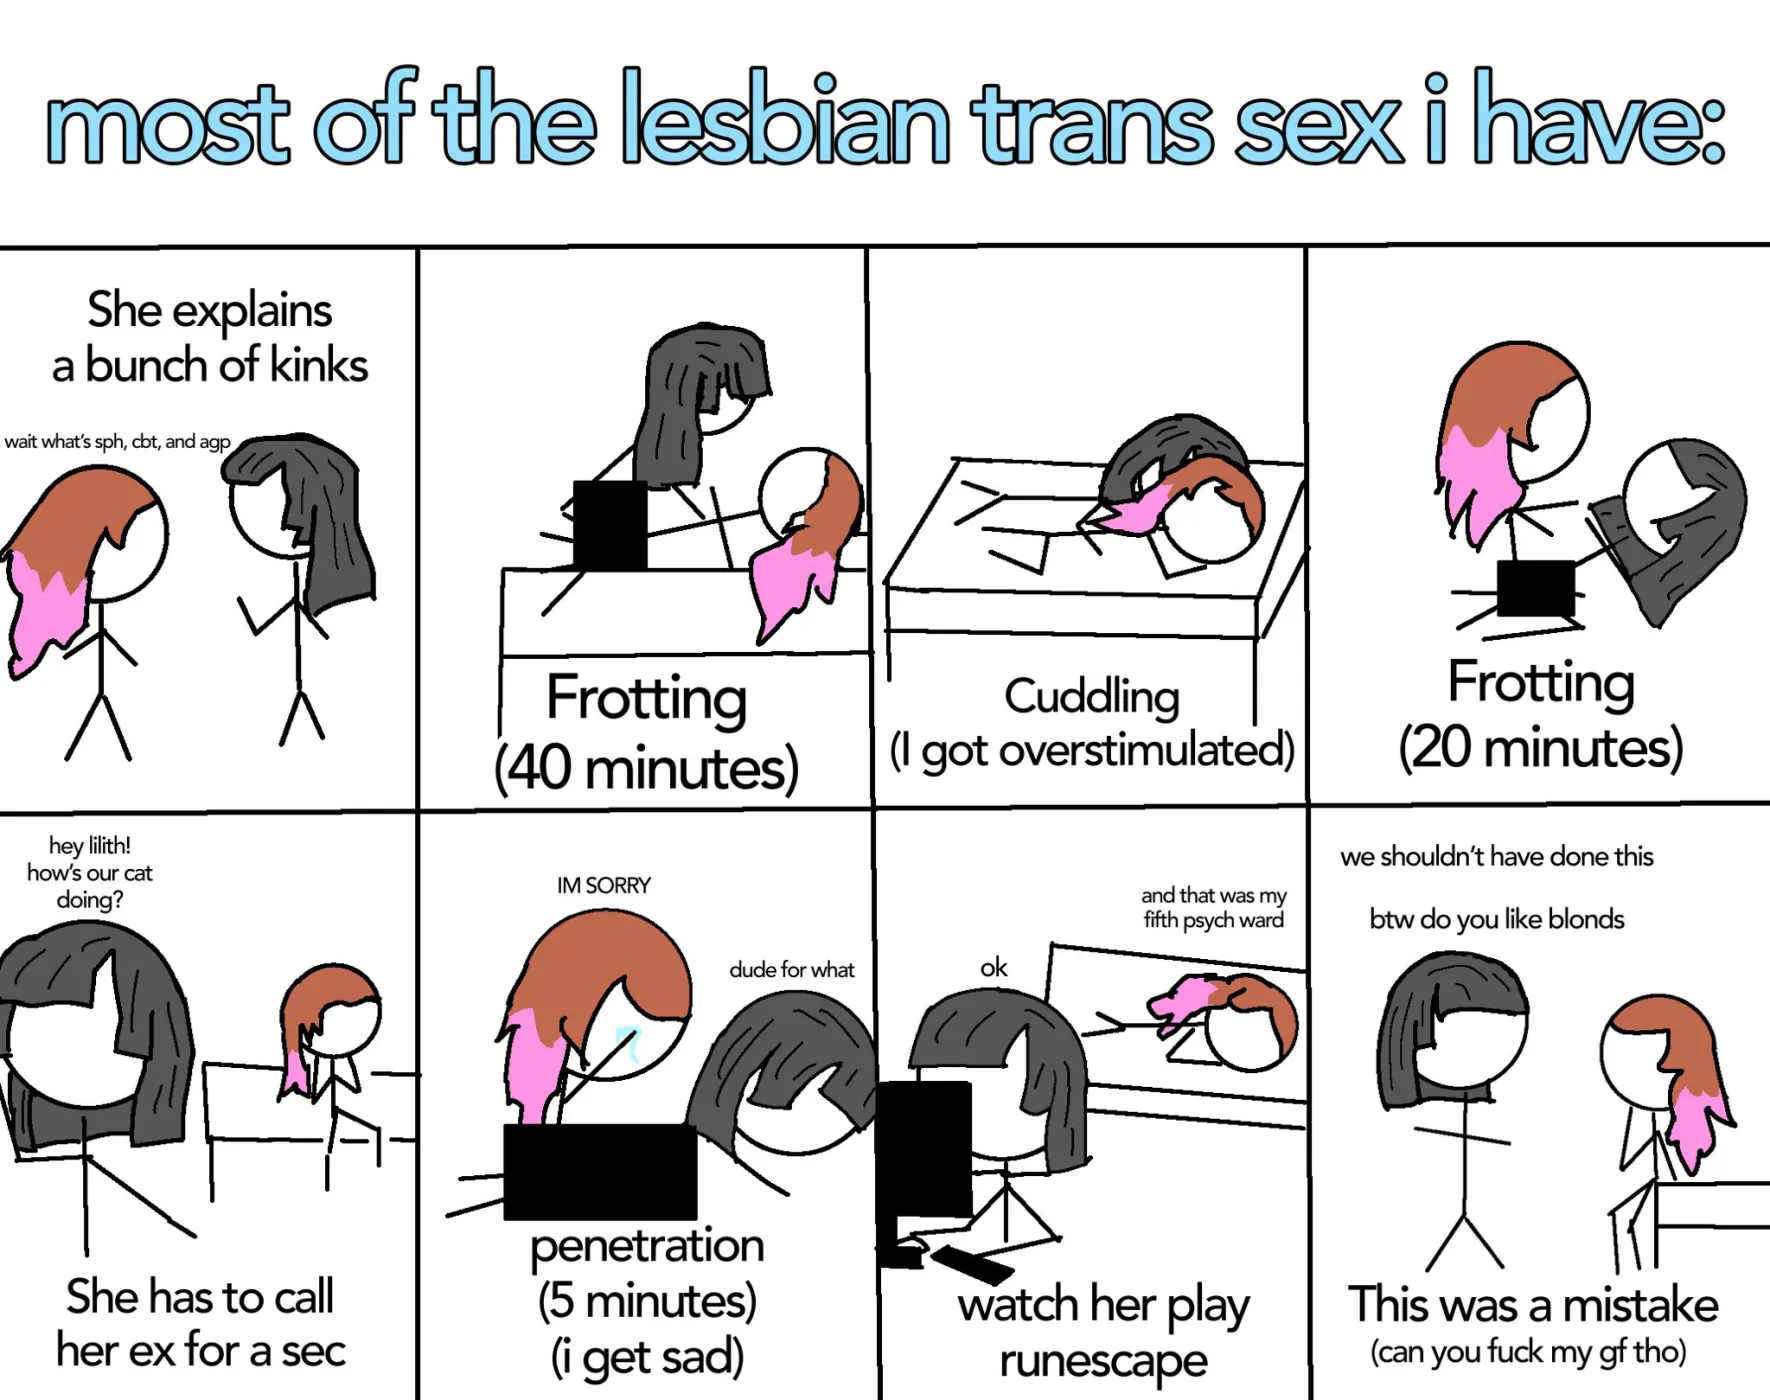 most of the lesbian trans sex i have:
She explains
a bunch of kinks
wait what's sph, cbt, and agp
Frotting
(40 minutes)
Cuddling
(I got overstimulated)
Frotting
(20 minutes)
hey lilith!
how's our cat
doing?
She has to call
her ex for a sec
IM SORRY
dude for what
penetration
(5 minutes)
(i get sad)
and that was my
fifth psych ward
ok
watch her play
runescape
we shouldn't have done this
btw do you like blonds
This was a mistake
(can you fuck my gf tho)